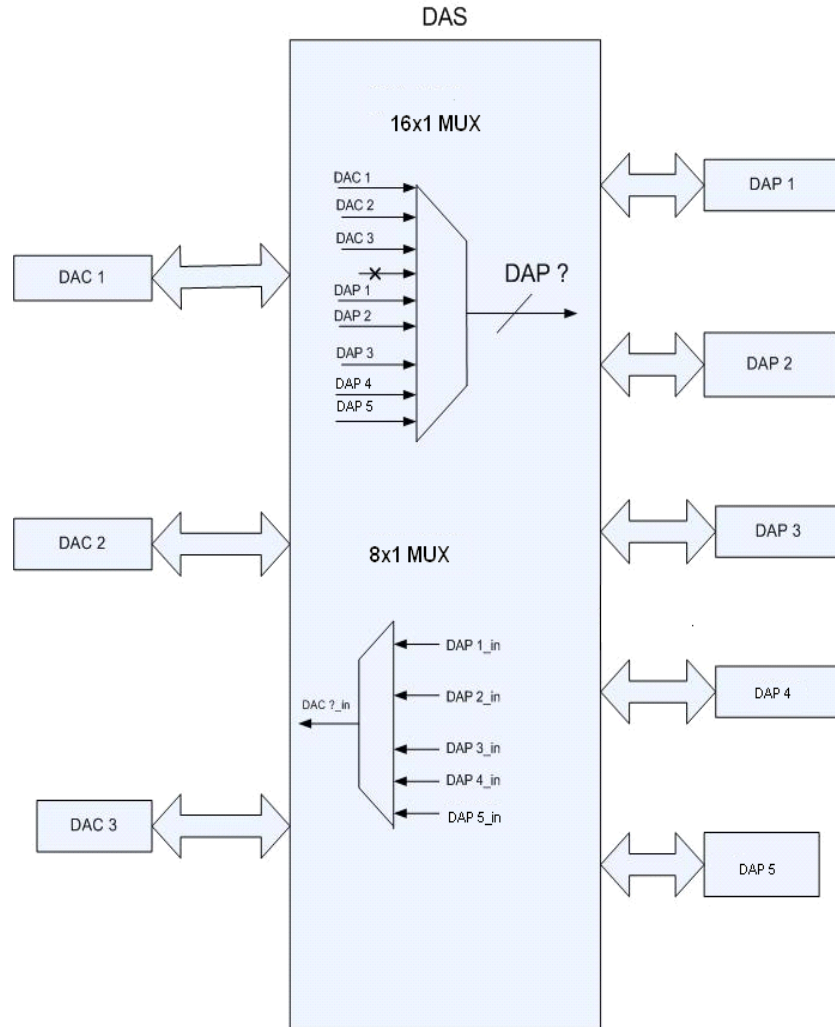 DAS
16x1 MUX
DAC 1
DAC 2
DAC 3
DAP 1
DAP 2
DAP 3
DAP 4
DAP 5
DAP ?
8x1 MUX
DAP 1_in
DAP 2_in
DAP 3_in
DAP 4_in
DAP 5_in
DAC ?_in
DAC 1
DAC 2
DAC 3
DAP 1
DAP 2
DAP 3
DAP 4
DAP 5